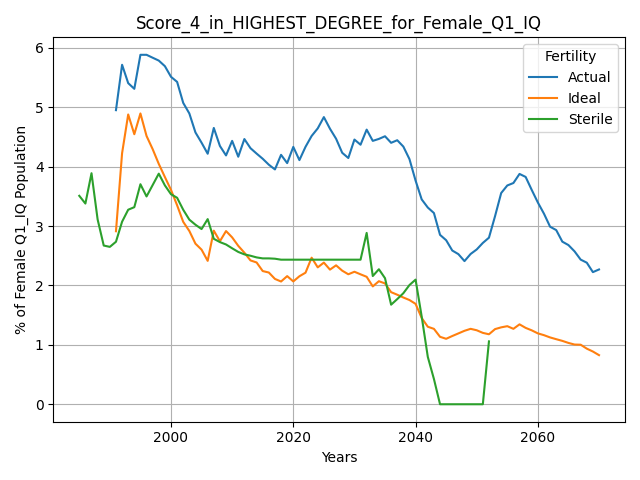 Score_4_in_HIGHEST_DEGREE_for_Female_Q1_IQ
Fertility
Actual
Ideal
Sterile
% of Female Q1_IQ Population
6
5
4
3
2
1
0
2000
2020
2040
2060
Years